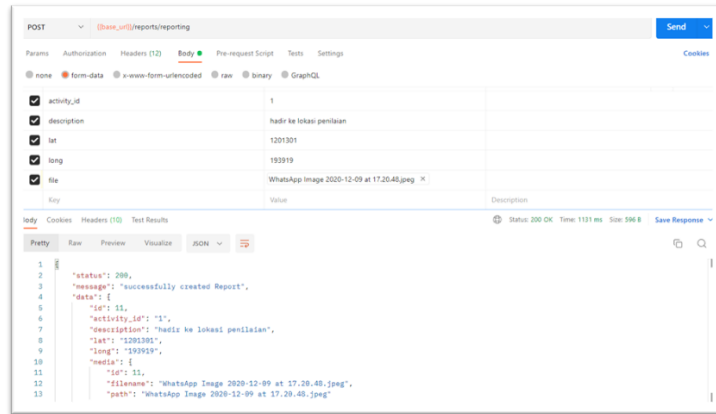 POST {{base_url}}/reports/reporting Send
Params Authorization Headers (12) Body Pre-request Script Tests Settings Cookies
none form-data x-www-form-urlencoded raw binary GraphQL
activity_id 1
description hadir ke lokasi penilaian
lat 1201301
long 193919
file WhatsApp Image 2020-12-09 at 17.20.48.jpeg ×
Key Value Description
Body Cookies Headers (10) Test Results Status: 200 OK Time: 1131 ms Size: 596 B Save Response
Pretty Raw Preview Visualize JSON
1 {
2 "status": 200,
3 "message": "successfully created Report",
4 "data": {
5 "id": 11,
6 "activity_id": "1",
7 "description": "hadir ke lokasi penilaian",
8 "lat": "1201301",
9 "long": "193919",
10 "media": {
11 "id": 11,
12 "filename": "WhatsApp Image 2020-12-09 at 17.20.48.jpeg",
13 "path": "WhatsApp Image 2020-12-09 at 17.20.48.jpeg"